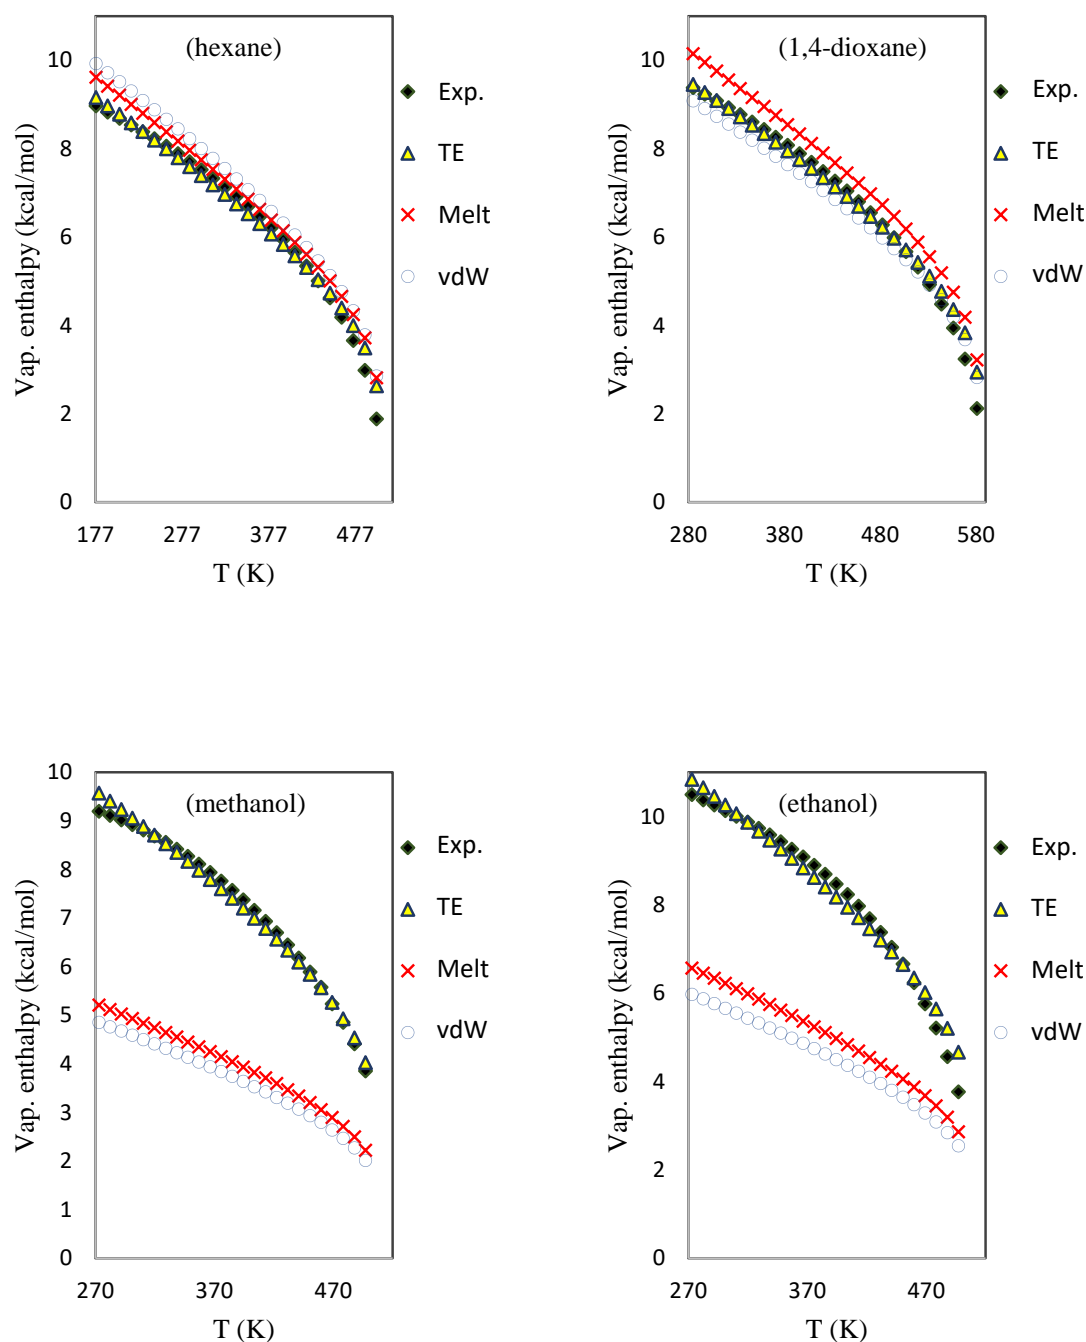 (hexane)
Vap. enthalpy (kcal/mol)
10
8
6
4
2
0
177 277 377 477
T (K)
Exp.
TE
Melt
vdW
(1,4-dioxane)
Vap. enthalpy (kcal/mol)
10
8
6
4
2
0
280 380 480 580
T (K)
Exp.
TE
Melt
vdW
(methanol)
Vap. enthalpy (kcal/mol)
10
9
8
7
6
5
4
3
2
1
0
270 370 470
T (K)
Exp.
TE
Melt
vdW
(ethanol)
Vap. enthalpy (kcal/mol)
10
8
6
4
2
0
270 370 470
T (K)
Exp.
TE
Melt
vdW